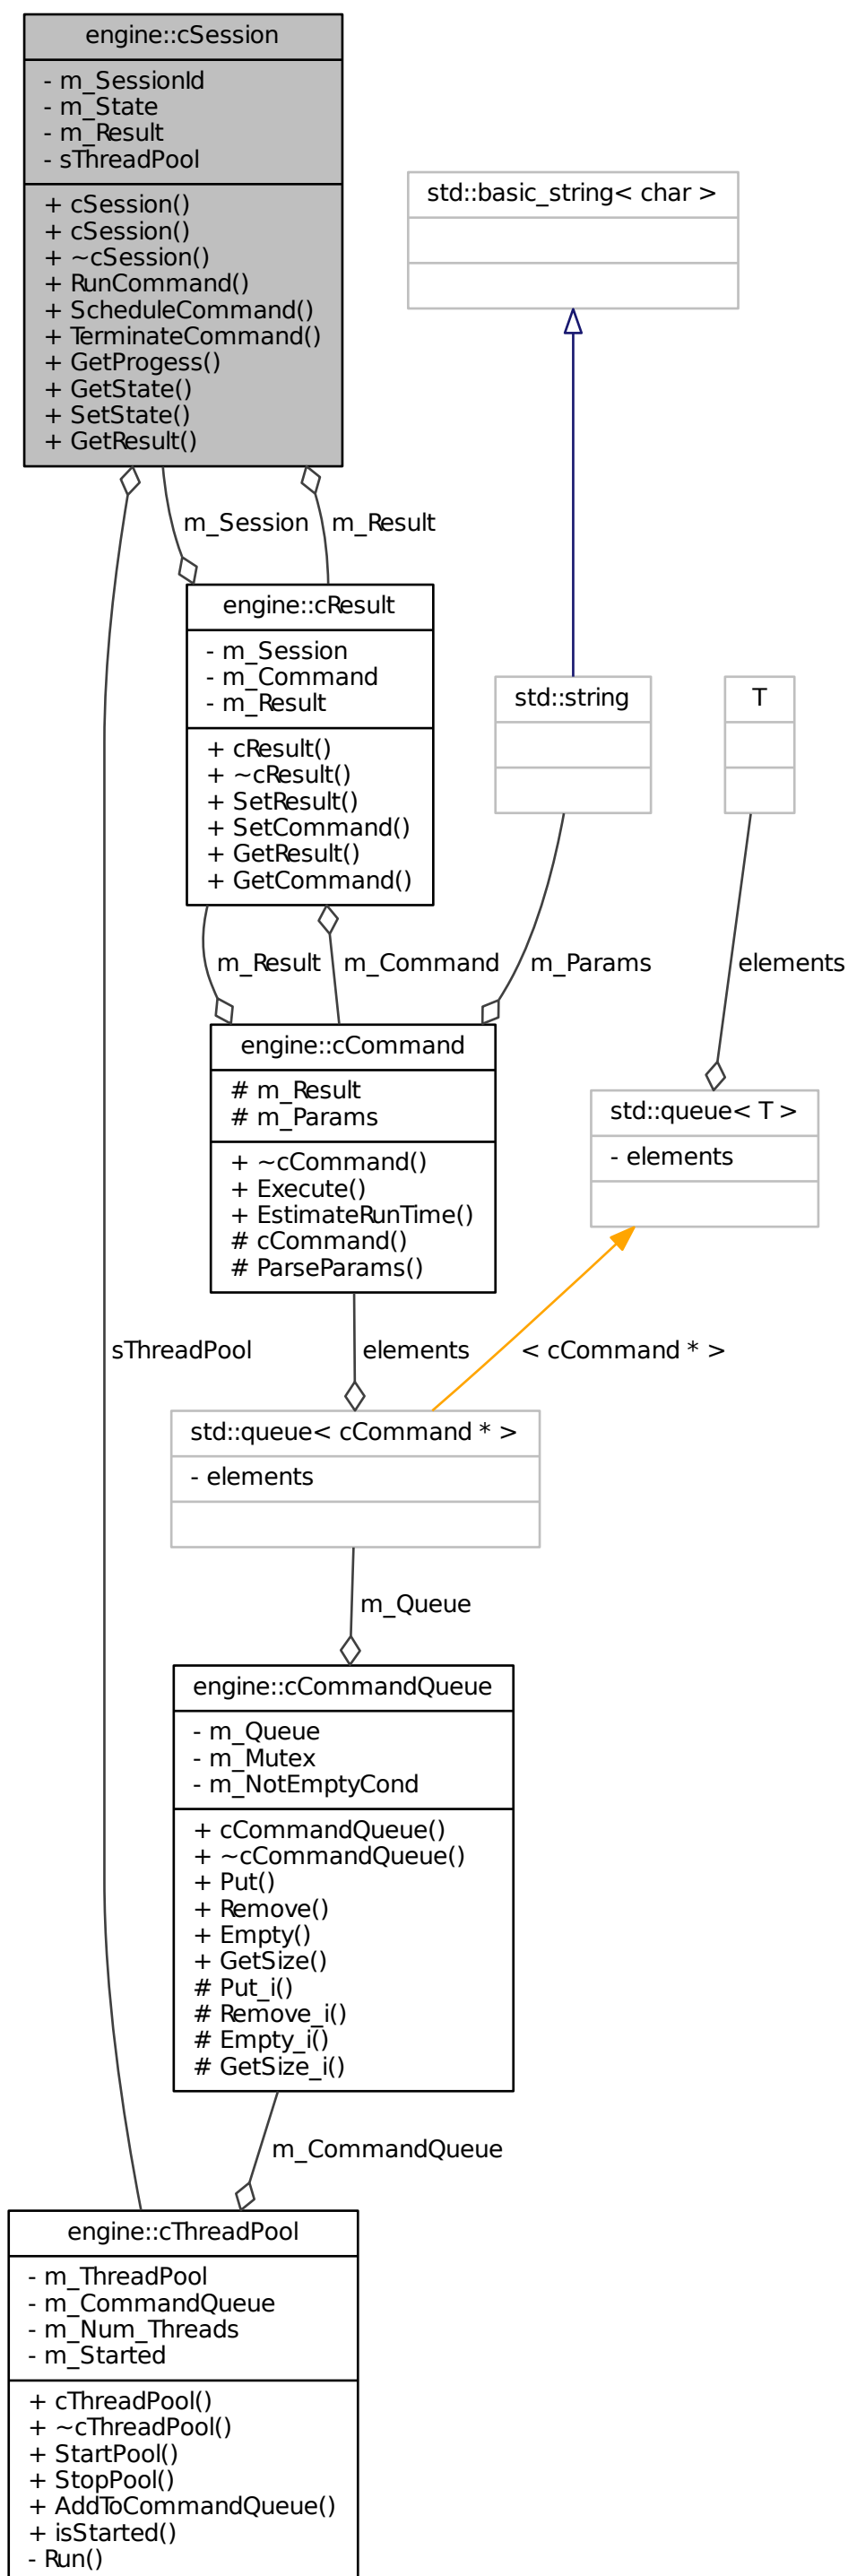 engine::cSession
- m_SessionId
- m_State
- m_Result
- sThreadPool
+ cSession()
+ cSession()
+ ~cSession()
+ RunCommand()
+ ScheduleCommand()
+ TerminateCommand()
+ GetProgess()
+ GetState()
+ SetState()
+ GetResult()
std::basic_string< char >
m_Session
m_Result
engine::cResult
- m_Session
- m_Command
- m_Result
+ cResult()
+ ~cResult()
+ SetResult()
+ SetCommand()
+ GetResult()
+ GetCommand()
std::string
T
m_Result
m_Command
m_Params
elements
engine::cCommand
# m_Result
# m_Params
+ ~cCommand()
+ Execute()
+ EstimateRunTime()
# cCommand()
# ParseParams()
std::queue< T >
- elements
sThreadPool
elements
< cCommand * >
std::queue< cCommand * >
- elements
m_Queue
engine::cCommandQueue
- m_Queue
- m_Mutex
- m_NotEmptyCond
+ cCommandQueue()
+ ~cCommandQueue()
+ Put()
+ Remove()
+ Empty()
+ GetSize()
# Put_i()
# Remove_i()
# Empty_i()
# GetSize_i()
m_CommandQueue
engine::cThreadPool
- m_ThreadPool
- m_CommandQueue
- m_Num_Threads
- m_Started
+ cThreadPool()
+ ~cThreadPool()
+ StartPool()
+ StopPool()
+ AddToCommandQueue()
+ isStarted()
- Run()